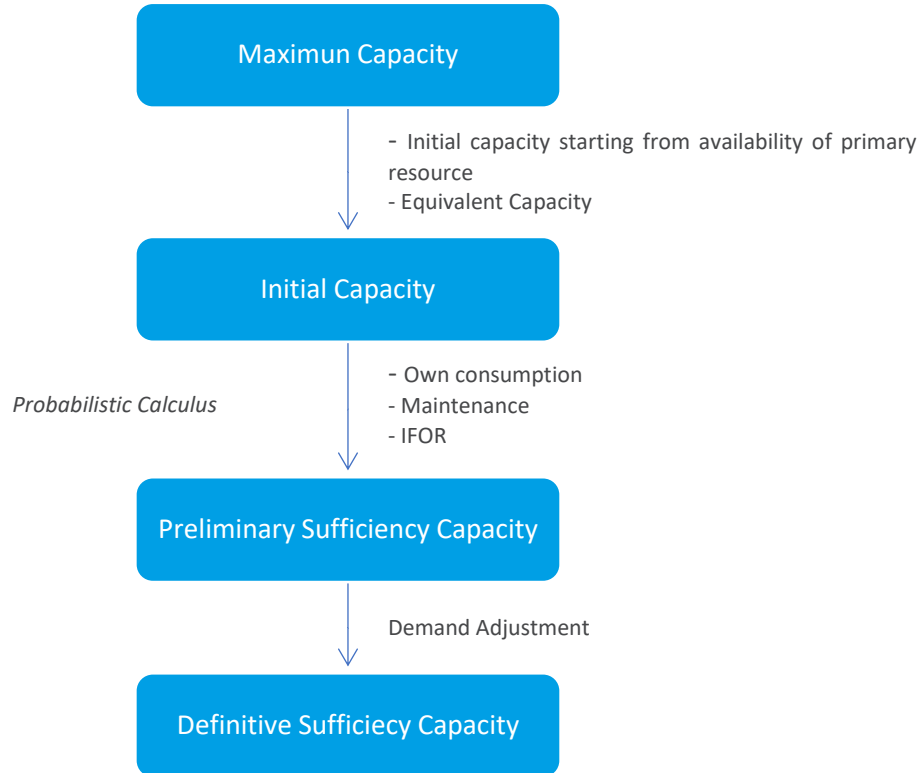 Maximun Capacity
- Initial capacity starting from availability of primary
resource
- Equivalent Capacity
Initial Capacity
- Own consumption
Probabilistic Calculus
- Maintenance
- IFOR
Preliminary Sufficiency Capacity
Demand Adjustment
Definitive Sufficiecy Capacity